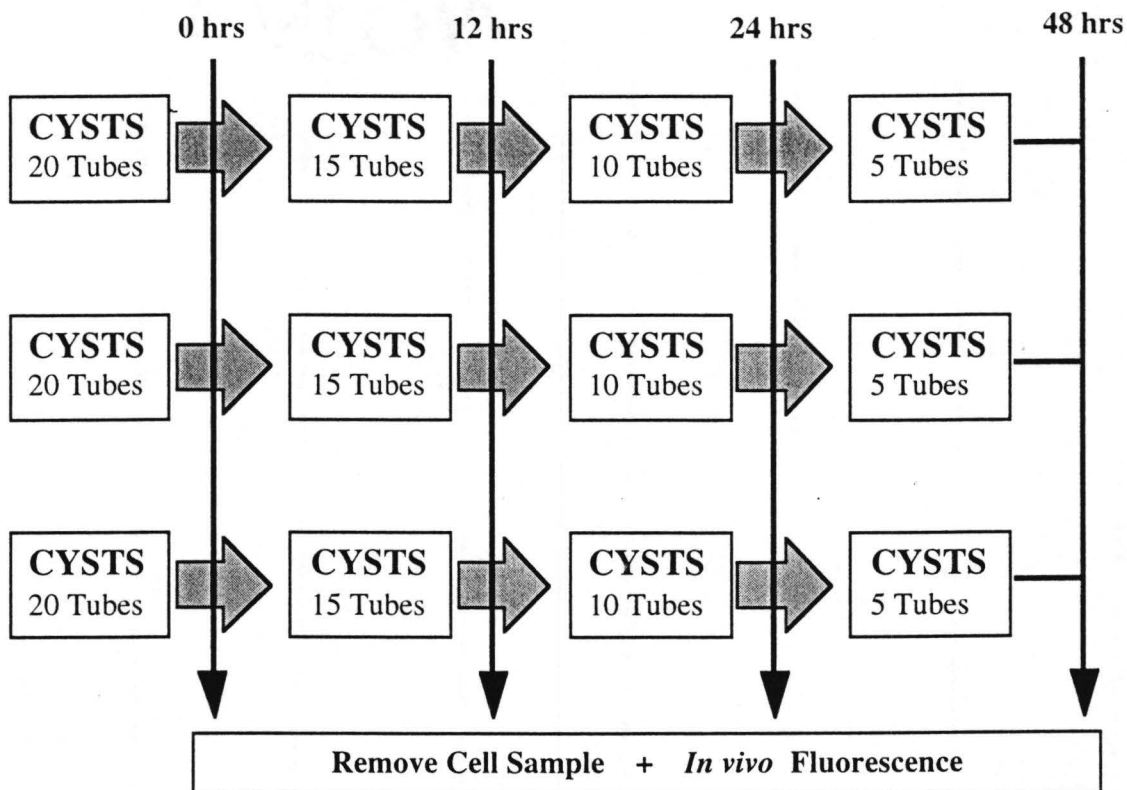 0 hrs 12 hrs 24 hrs 48 hrs
CYSTS CYSTS CYSTS CYSTS
20 Tubes 15 Tubes 10 Tubes 5 Tubes
CYSTS CYSTS CYSTS CYSTS
20 Tubes 15 Tubes 10 Tubes 5 Tubes
CYSTS CYSTS CYSTS CYSTS
20 Tubes 15 Tubes 10 Tubes 5 Tubes
Remove Cell Sample + In vivo Fluorescence